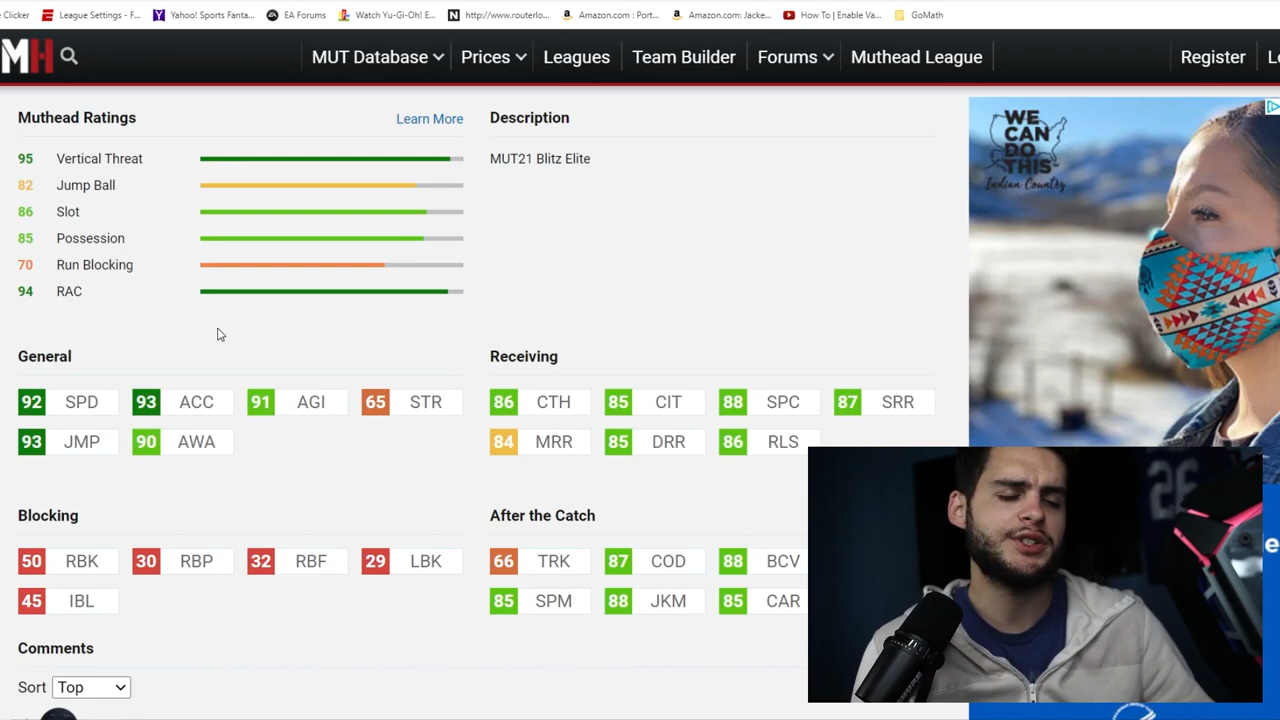 e Clicker League Settings - F... Yahoo! Sports Fanta... EA Forums Watch Yu-Gi-Oh! E... http://www.routerlo... Amazon.com : Port... Amazon.com: Jacke... How To | Enable Va... GoMath
MH MUT Database Prices Leagues Team Builder Forums Muthead League Register
Muthead Ratings Learn More
95 Vertical Threat
82 Jump Ball
86 Slot
85 Possession
70 Run Blocking
94 RAC
Description
MUT21 Blitz Elite
WE
CAN
DO
THIS
Indian Country
General
92 SPD 93 ACC 91 AGI 65 STR
93 JMP 90 AWA
Receiving
86 CTH 85 CIT 88 SPC 87 SRR
84 MRR 85 DRR 86 RLS
Blocking
50 RBK 30 RBP 32 RBF 29 LBK
45 IBL
After the Catch
66 TRK 87 COD 88 BCV
85 SPM 88 JKM 85 CAR
26
Comments
Sort Top